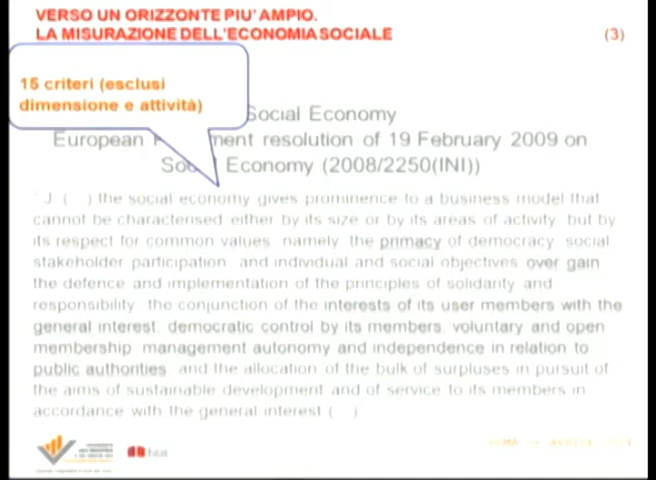 VERSO UN ORIZZONTE PIU' AMPIO.
LA MISURAZIONE DELL'ECONOMIA SOCIALE (3)
15 criteri (esclusi
dimensione e attività)
Social Economy
European ment resolution of 19 February 2009 on
Economy (2008/2250(INI))
J ( ) the social economy gives prominence to a business model that
cannot be characterised either by its size or by its areas of activity but by
its respect for common values namely the primacy of democracy social
stakeholder participation and individual and social objectives over gain
the defence and implementation of the principles of solidarity and
responsibility the conjunction of the interests of its user members with the
general interest, democratic control by its members, voluntary and open
membership management autonomy and independence in relation to
public authorities, and the allocation of the bulk of surpluses in pursuit of
the aims of sustainable development and of service to its members in
accordance with the general interest ( )